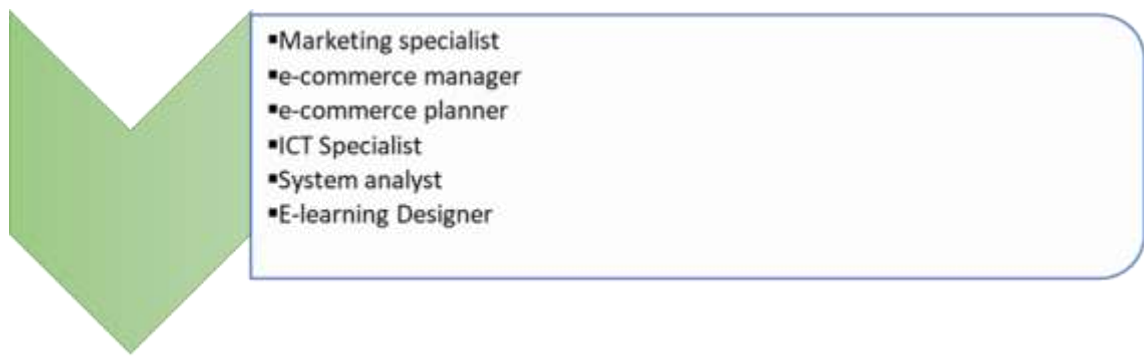 ▪Marketing specialist
▪e-commerce manager
▪e-commerce planner
▪ICT Specialist
▪System analyst
▪E-learning Designer